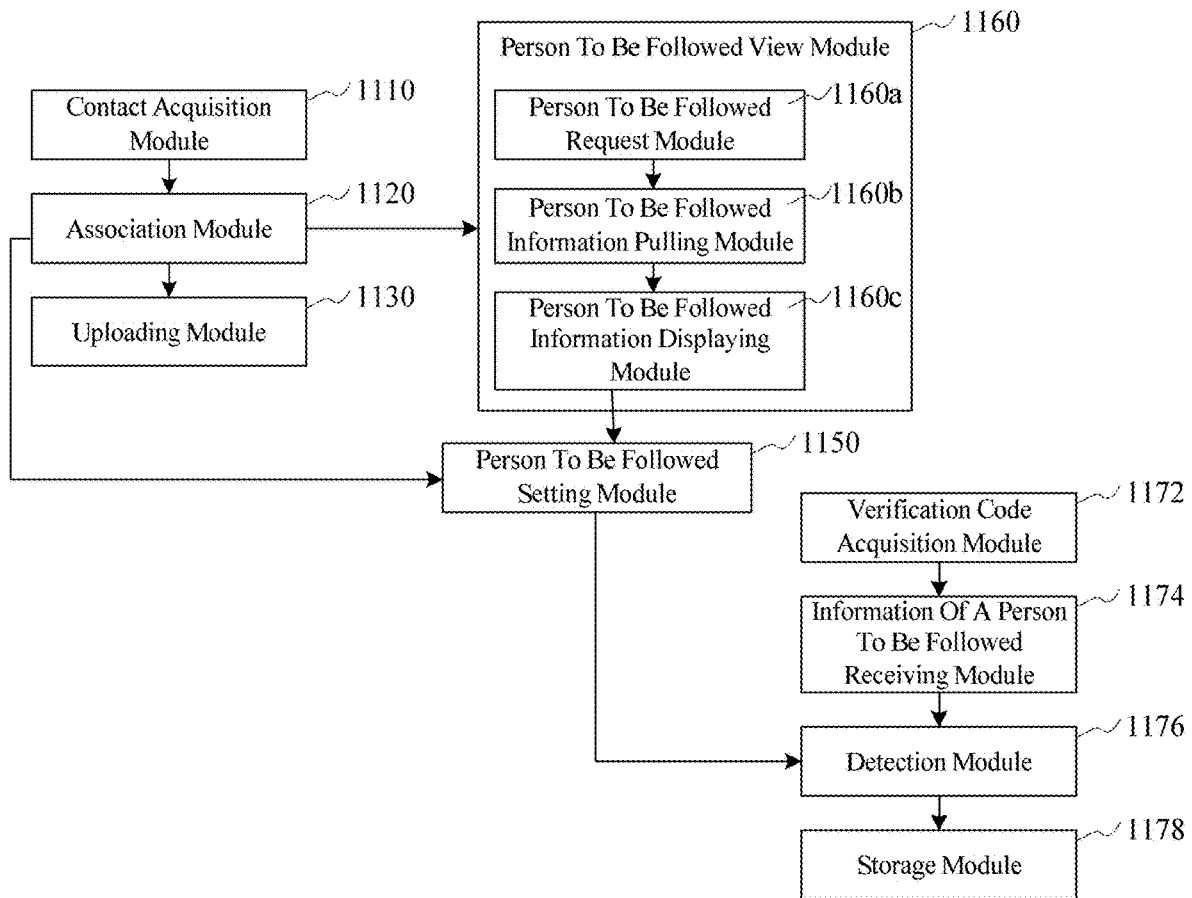 1160
Person To Be Followed View Module
1110
Contact Acquisition
Module
1160a
Person To Be Followed
Request Module
1120
Association Module
1160b
Person To Be Followed
Information Pulling Module
1130
Uploading Module
1160c
Person To Be Followed
Information Displaying
Module
1150
Person To Be Followed
Setting Module
1172
Verification Code
Acquisition Module
1174
Information Of A Person
To Be Followed
Receiving Module
1176
Detection Module
1178
Storage Module